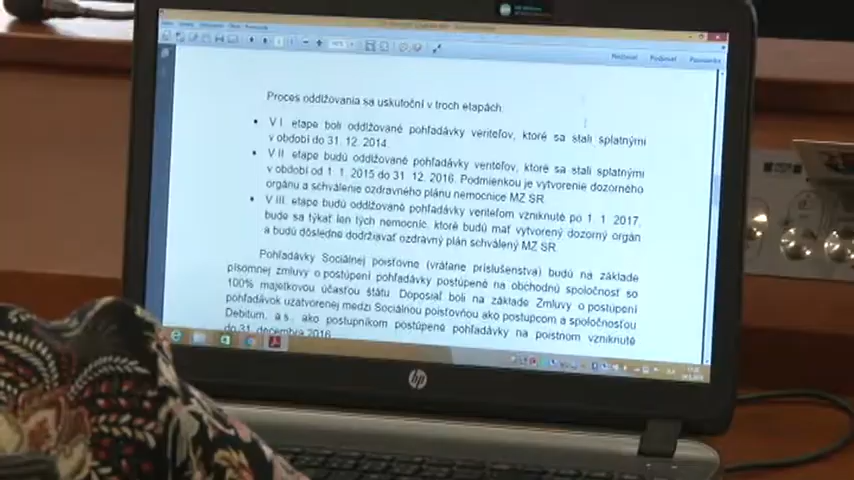 Proces oddlžovania sa uskutoční v troch etapách:
• V I. etape boli oddlžované pohľadávky veriteľov, ktoré sa stali splatnými
v období do 31. 12. 2014.
• V II. etape budú oddlžované pohľadávky veriteľov, ktoré sa stali splatnými
v období od 1. 1. 2015 do 31. 12. 2016. Podmienkou je vytvorenie dozorného
orgánu a schválenie ozdravného plánu nemocnice MZ SR.
• V III. etape budú oddlžované pohľadávky veriteľom vzniknuté po 1. 1. 2017,
bude sa týkať len tých nemocníc, ktoré budú mať vytvorený dozorný orgán
a budú dôsledne dodržiavať ozdravný plán schválený MZ SR.
Pohľadávky Sociálnej poisťovne (vrátane príslušenstva) budú na základe
písomnej zmluvy o postúpení pohľadávky postúpené na obchodnú spoločnosť so
100% majetkovou účasťou štátu. Doposiaľ boli na základe Zmluvy o postúpení
pohľadávok uzatvorenej medzi Sociálnou poisťovňou ako postupcom a spoločnosťou
Debitum, a.s. ako postupníkom postúpené pohľadávky na poistnom vzniknuté
do 31. decembra 2016
hp